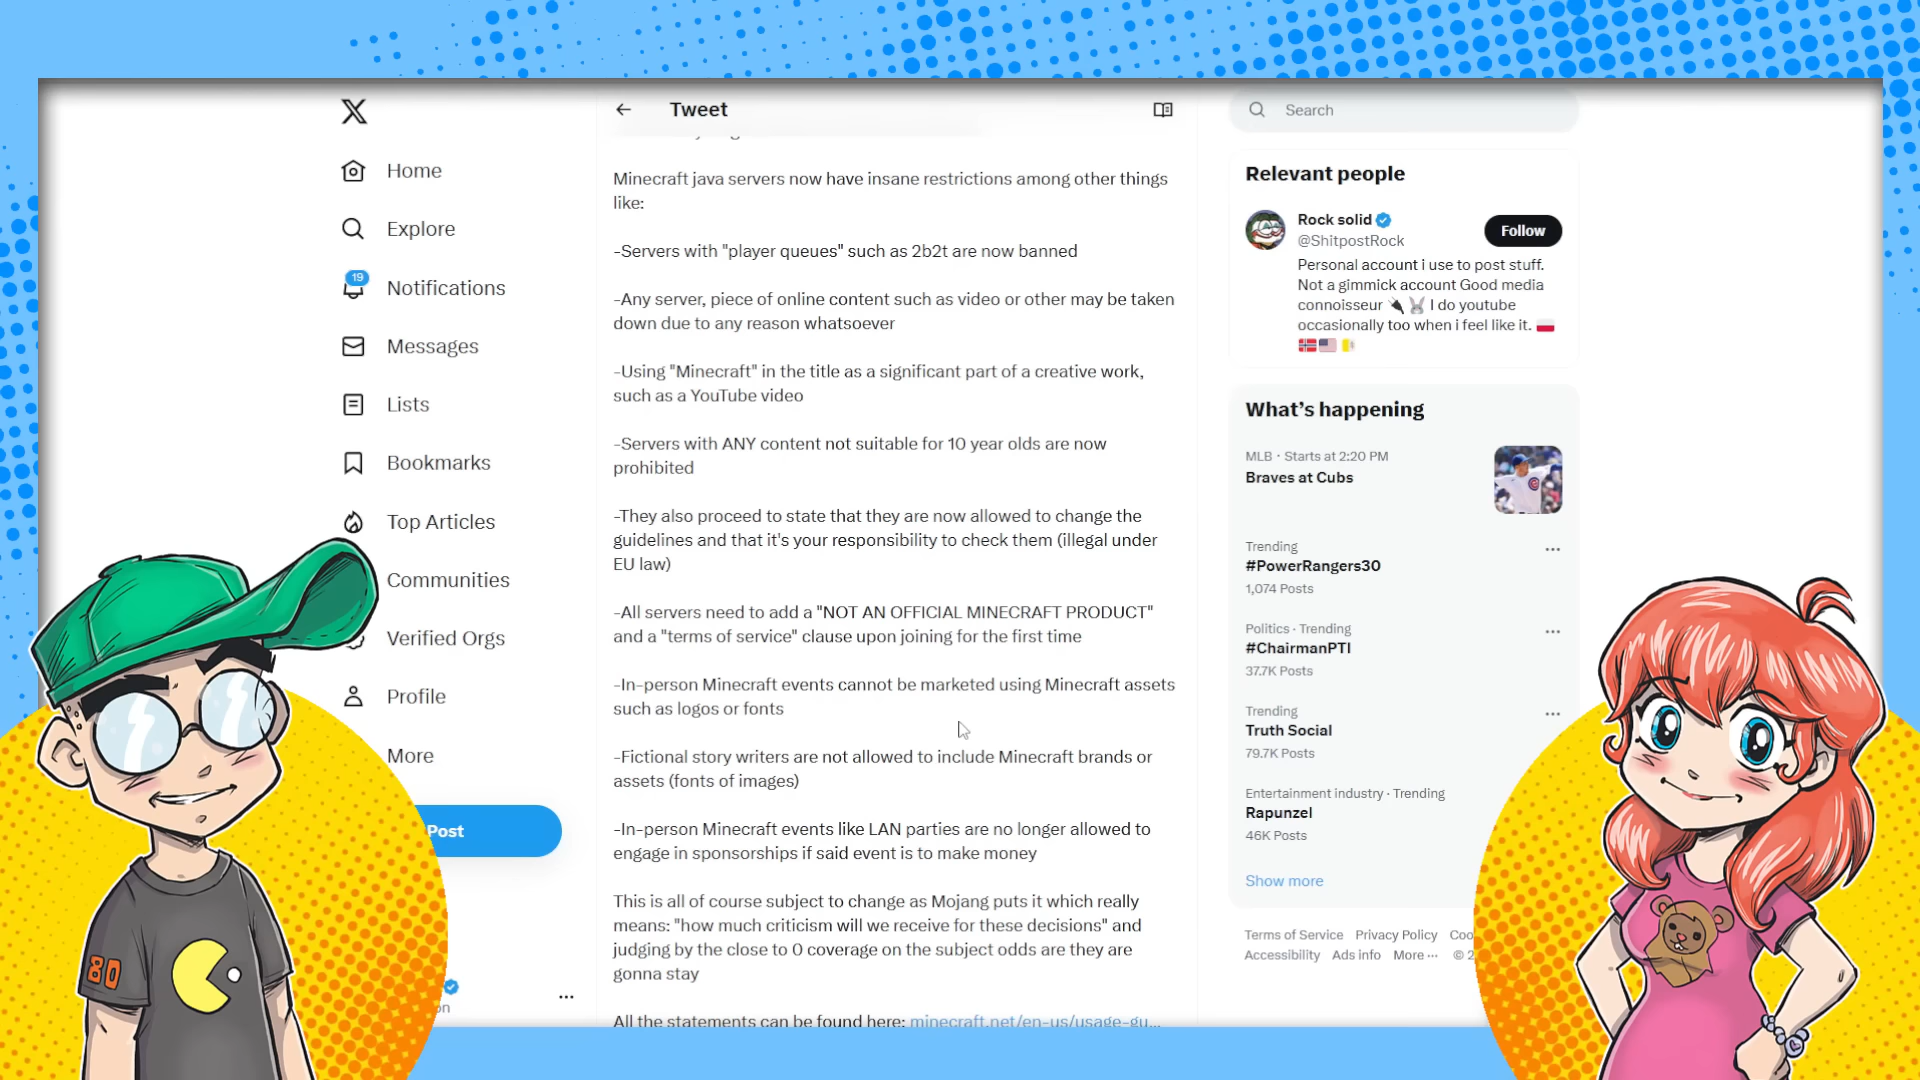 Tweet
Search
Home
Explore
19
Notifications
Messages
Lists
Bookmarks
Top Articles
Communities
Verified Orgs
Profile
More
Post
Minecraft java servers now have insane restrictions among other things
like:
-Servers with "player queues" such as 2b2t are now banned
-Any server, piece of online content such as video or other may be taken
down due to any reason whatsoever
-Using "Minecraft" in the title as a significant part of a creative work,
such as a YouTube video
-Servers with ANY content not suitable for 10 year olds are now
prohibited
-They also proceed to state that they are now allowed to change the
guidelines and that it's your responsibility to check them (illegal under
EU law)
-All servers need to add a "NOT AN OFFICIAL MINECRAFT PRODUCT"
and a "terms of service" clause upon joining for the first time
-In-person Minecraft events cannot be marketed using Minecraft assets
such as logos or fonts
-Fictional story writers are not allowed to include Minecraft brands or
assets (fonts of images)
-In-person Minecraft events like LAN parties are no longer allowed to
engage in sponsorships if said event is to make money
This is all of course subject to change as Mojang puts it which really
means: "how much criticism will we receive for these decisions" and
judging by the close to 0 coverage on the subject odds are they are
gonna stay
All the statements can be found here: minecraft.net/en-us/usage-gu...
Relevant people
Rock solid
@ShitpostRock
Follow
Personal account i use to post stuff.
Not a gimmick account Good media
connoisseur I do youtube
occasionally too when i feel like it.
What's happening
MLB · Starts at 2:20 PM
Braves at Cubs
Trending
#PowerRangers30
1,074 Posts
Politics · Trending
#ChairmanPTI
37.7K Posts
Trending
Truth Social
79.7K Posts
Entertainment industry · Trending
Rapunzel
46K Posts
Show more
Terms of Service Privacy Policy Coo
Accessibility Ads info More ··· © 2
80